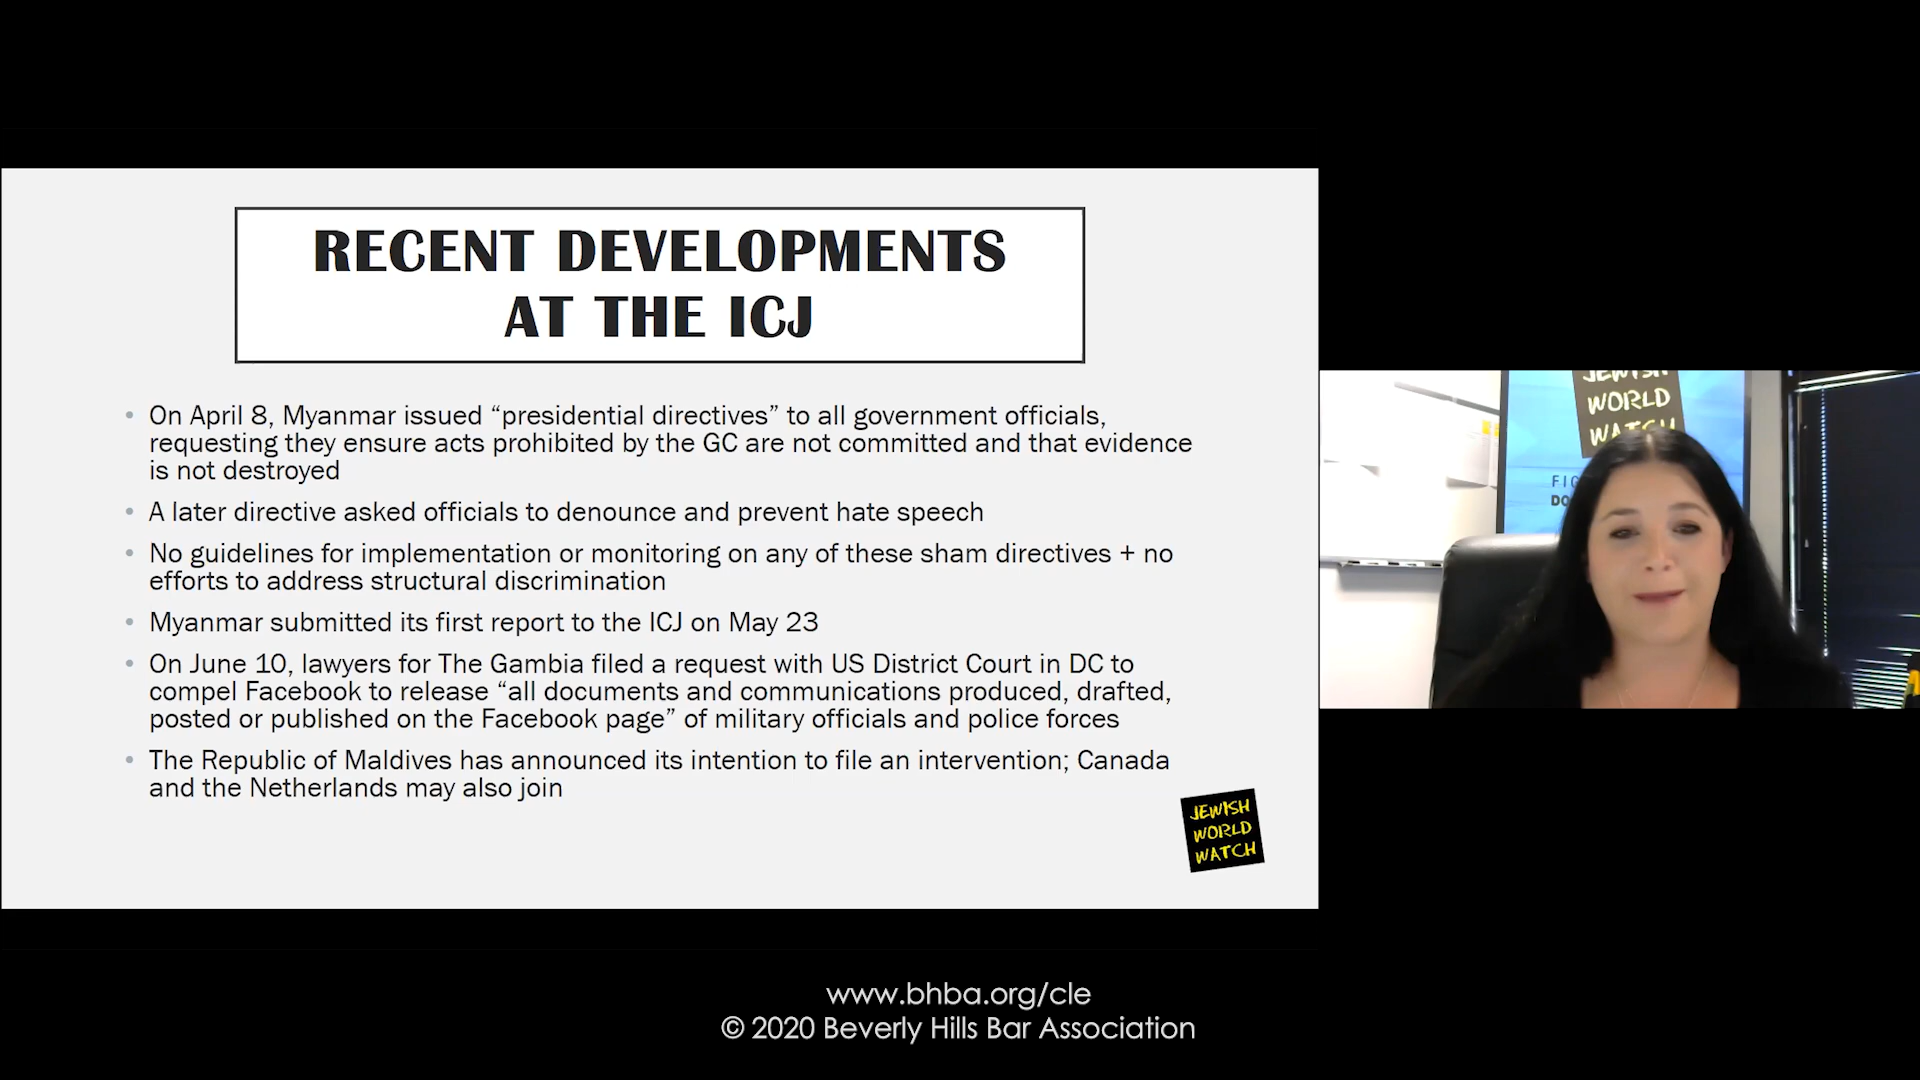 RECENT DEVELOPMENTS
AT THE ICJ
• On April 8, Myanmar issued “presidential directives” to all government officials,
requesting they ensure acts prohibited by the GC are not committed and that evidence
is not destroyed
• A later directive asked officials to denounce and prevent hate speech
• No guidelines for implementation or monitoring on any of these sham directives + no
efforts to address structural discrimination
• Myanmar submitted its first report to the ICJ on May 23
• On June 10, lawyers for The Gambia filed a request with US District Court in DC to
compel Facebook to release “all documents and communications produced, drafted,
posted or published on the Facebook page” of military officials and police forces
• The Republic of Maldives has announced its intention to file an intervention; Canada
and the Netherlands may also join
JEWISH
WORLD
WATCH
JEWISH
WORLD
WATCH
www.bhba.org/cle
© 2020 Beverly Hills Bar Association